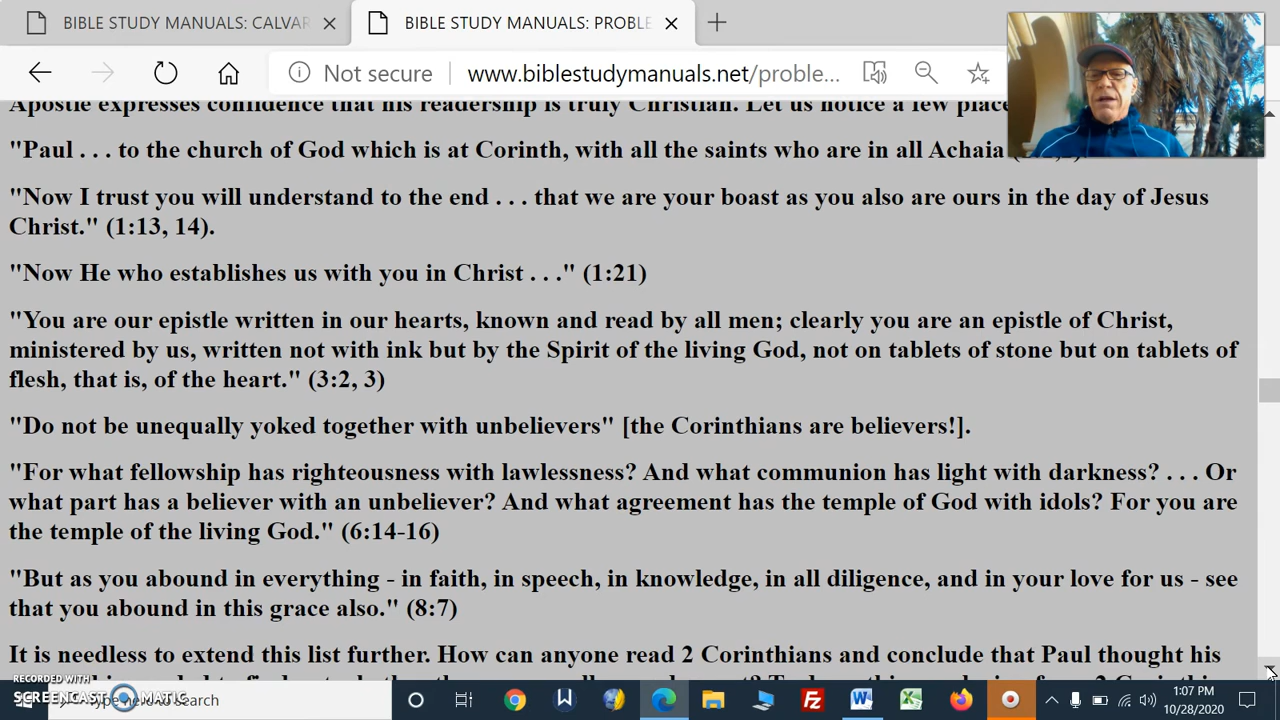 BIBLE STUDY MANUALS: CALVAR
BIBLE STUDY MANUALS: PROBLE
Not secure
www.biblestudymanuals.net/proble...
Apostle expresses confidence that his readership is truly Christian. Let us notice a few place
"Paul . . . to the church of God which is at Corinth, with all the saints who are in all Achaia
"Now I trust you will understand to the end . . . that we are your boast as you also are ours in the day of Jesus
Christ." (1:13, 14).
"Now He who establishes us with you in Christ . . ." (1:21)
"You are our epistle written in our hearts, known and read by all men; clearly you are an epistle of Christ,
ministered by us, written not with ink but by the Spirit of the living God, not on tablets of stone but on tablets of
flesh, that is, of the heart." (3:2, 3)
"Do not be unequally yoked together with unbelievers" [the Corinthians are believers!].
"For what fellowship has righteousness with lawlessness? And what communion has light with darkness? . . . Or
what part has a believer with an unbeliever? And what agreement has the temple of God with idols? For you are
the temple of the living God." (6:14-16)
"But as you abound in everything - in faith, in speech, in knowledge, in all diligence, and in your love for us - see
that you abound in this grace also." (8:7)
It is needless to extend this list further. How can anyone read 2 Corinthians and conclude that Paul thought his
RECORDED WITH
SCREENCAST MATIC
to search
1:07 PM
10/28/2020